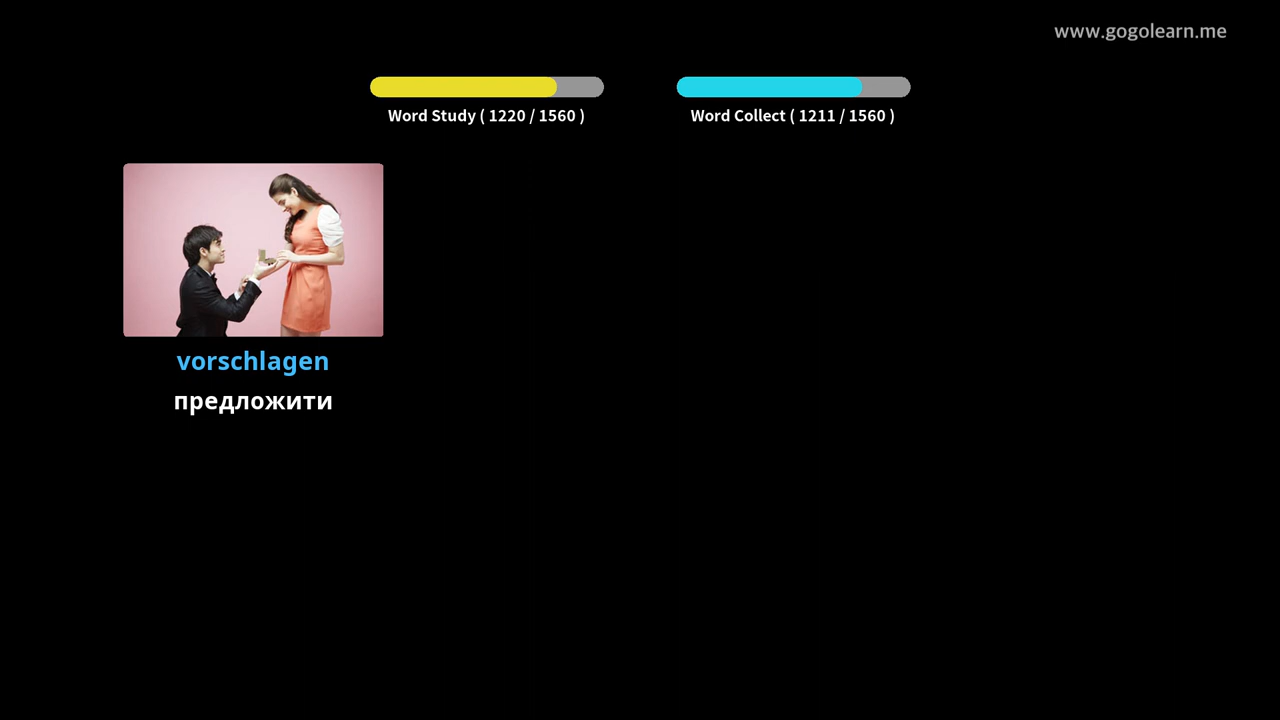 www.gogolearn.me
Word Study ( 1220 / 1560 )
Word Collect ( 1211 / 1560 )
vorschlagen
предложити